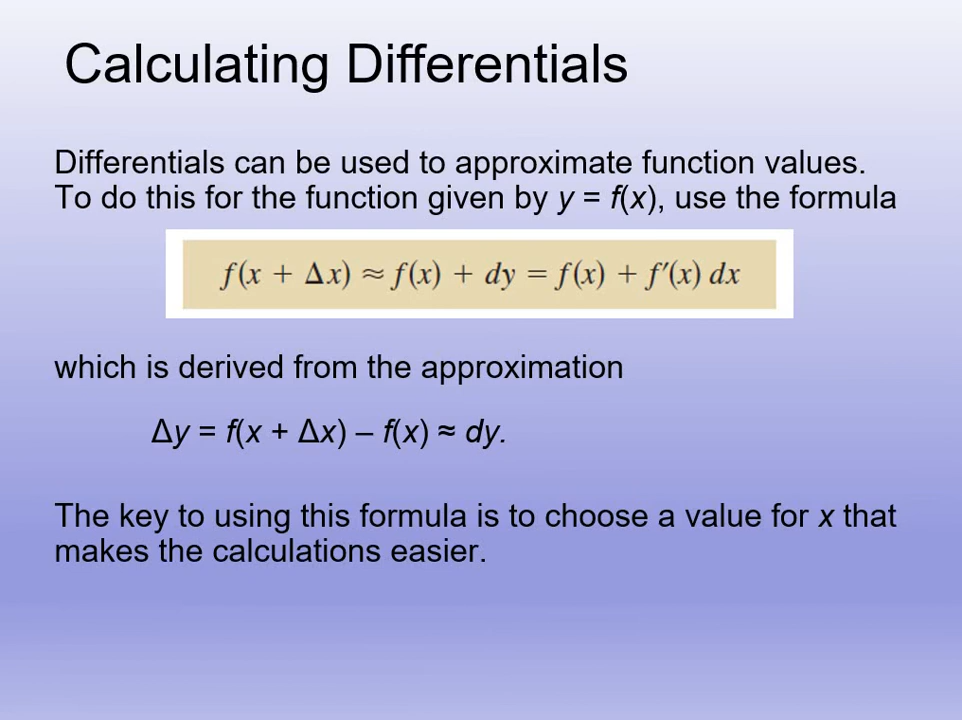 Calculating Differentials
Differentials can be used to approximate function values.
To do this for the function given by y = f(x), use the formula
f(x + Δx) ≈ f(x) + dy = f(x) + f′(x) dx
which is derived from the approximation
Δy = f(x + Δx) – f(x) ≈ dy.
The key to using this formula is to choose a value for x that
makes the calculations easier.